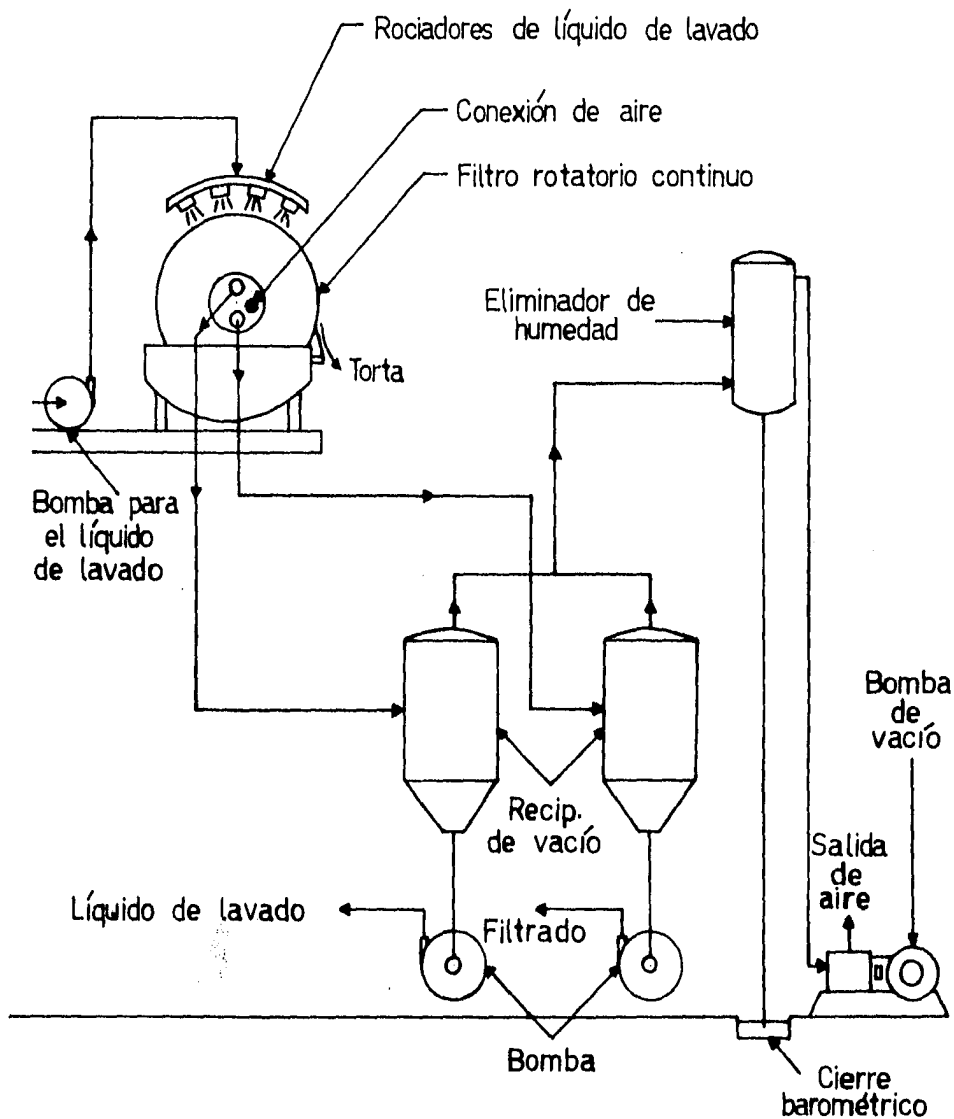 Rociadores de líquido de lavado
Conexión de aire
Filtro rotatorio continuo
Eliminador de
humedad
Torta
Bomba para
el líquido
de lavado
Bomba
de
vacío
Recip.
de vacío
Salida
de
aire
Líquido de lavado
Filtrado
Bomba
Cierre
barométrico